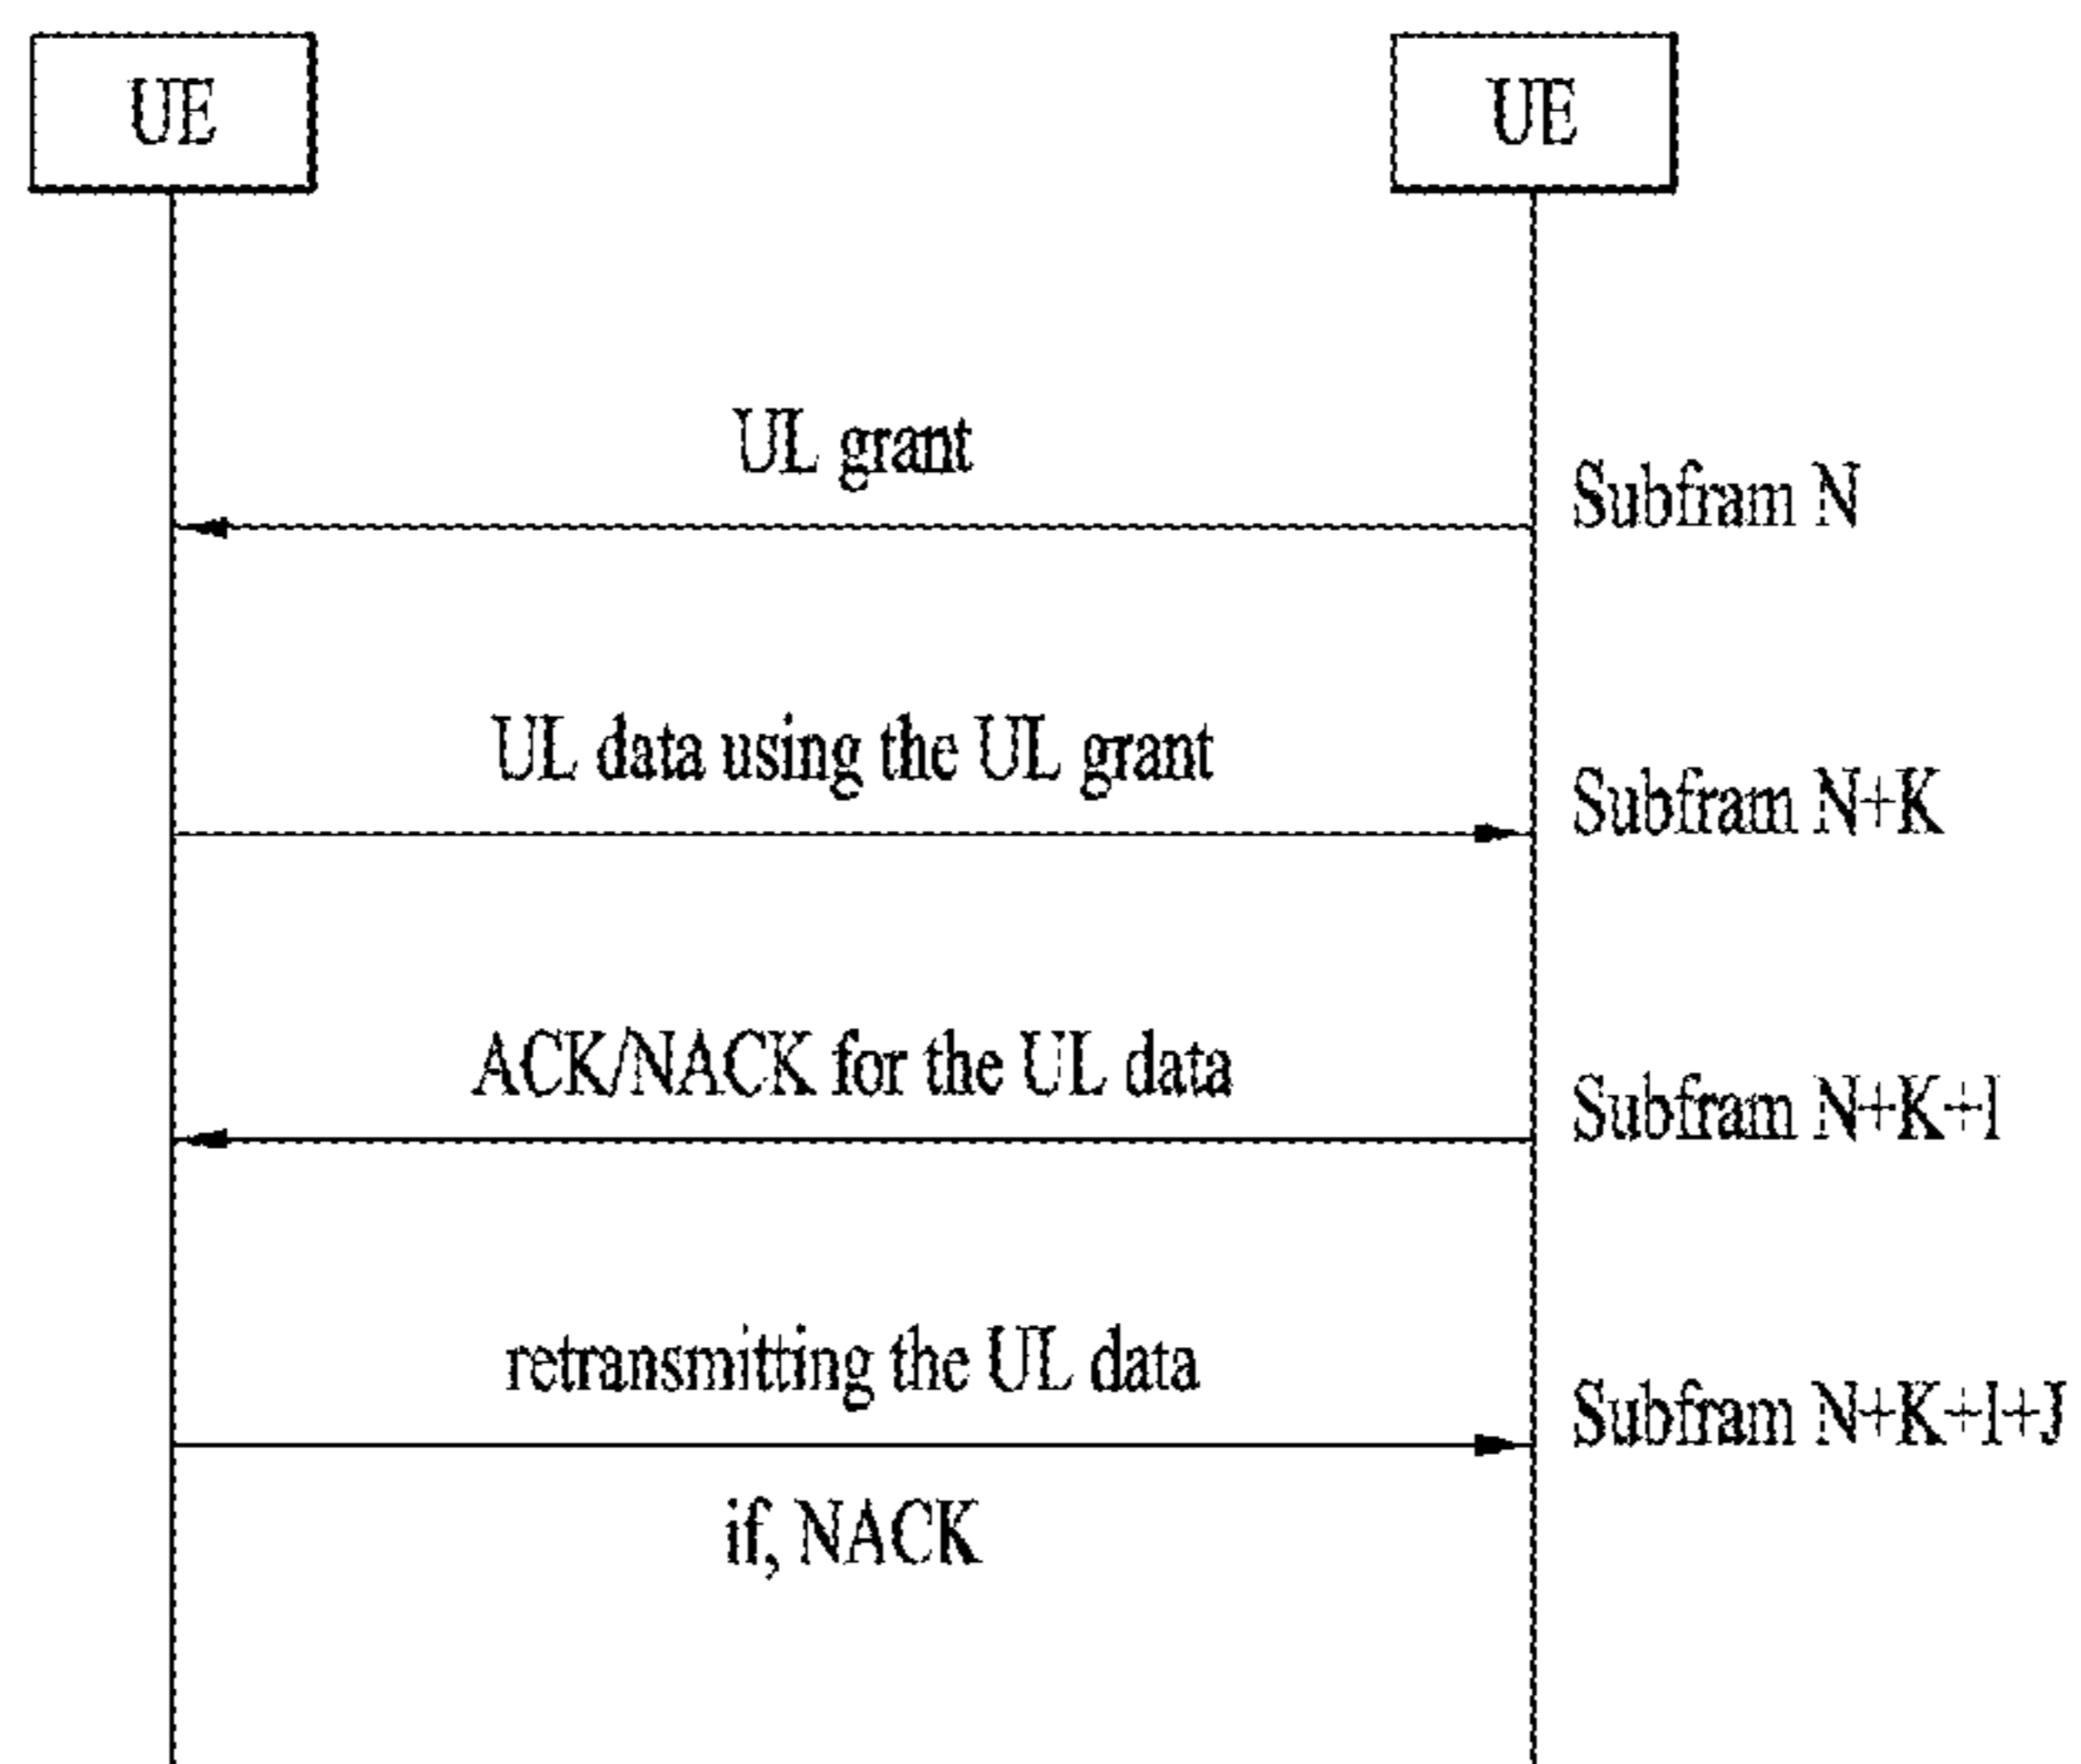 UE
UE
UL grant
Subfram N
UL data using the UL grant
Subfram N+K
ACK/NACK for the UL data
Subfram N+K+l
retransmitting the UL data
Subfram N+K+l+J
if, NACK